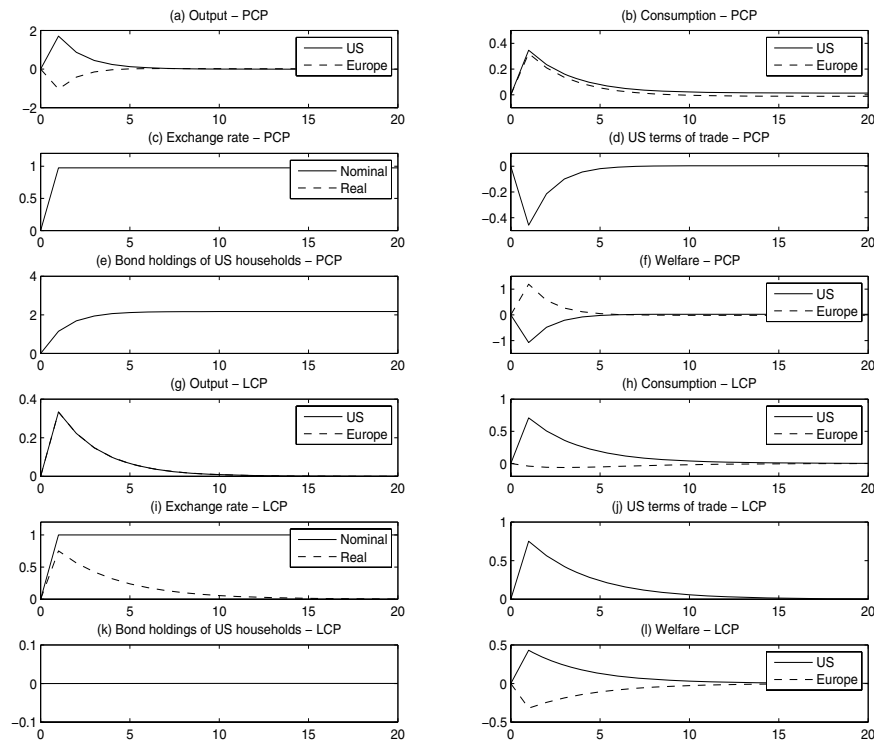 (a) Output – PCP
2
0
−2
0 5 10 15 20
US
Europe
(b) Consumption – PCP
0.4
0.2
0
0 5 10 15 20
US
Europe
(c) Exchange rate – PCP
1
0.5
0
0 5 10 15 20
Nominal
Real
(d) US terms of trade – PCP
0
−0.2
−0.4
0 5 10 15 20
(e) Bond holdings of US households – PCP
4
2
0
0 5 10 15 20
(f) Welfare – PCP
1
0
−1
0 5 10 15 20
US
Europe
(g) Output – LCP
0.4
0.2
0
0 5 10 15 20
US
Europe
(h) Consumption – LCP
1
0.5
0
0 5 10 15 20
US
Europe
(i) Exchange rate – LCP
1
0.5
0
0 5 10 15 20
Nominal
Real
(j) US terms of trade – LCP
1
0.5
0
0 5 10 15 20
(k) Bond holdings of US households – LCP
0.1
0
−0.1
0 5 10 15 20
(l) Welfare – LCP
0.5
0
−0.5
0 5 10 15 20
US
Europe